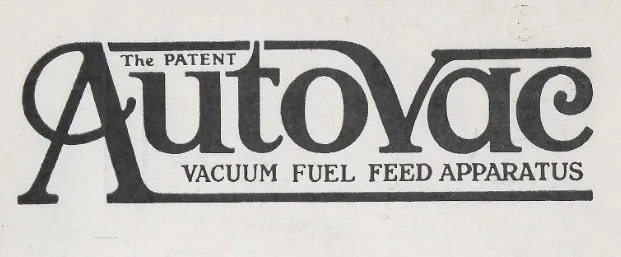 The PATENT
AutoVac
VACUUM FUEL FEED APPARATUS